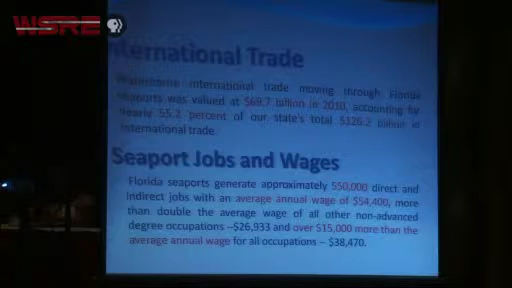 WSRE PBS
International Trade
Waterborne international trade moving through Florida
seaports was valued at $69.7 billion in 2010, accounting for
nearly 55.2 percent of our state's total $126.2 billion in
international trade.
Seaport Jobs and Wages
Florida seaports generate approximately 550,000 direct and
indirect jobs with an average annual wage of $54,400, more
than double the average wage of all other non-advanced
degree occupations –$26,933 and over $15,000 more than the
average annual wage for all occupations – $38,470.